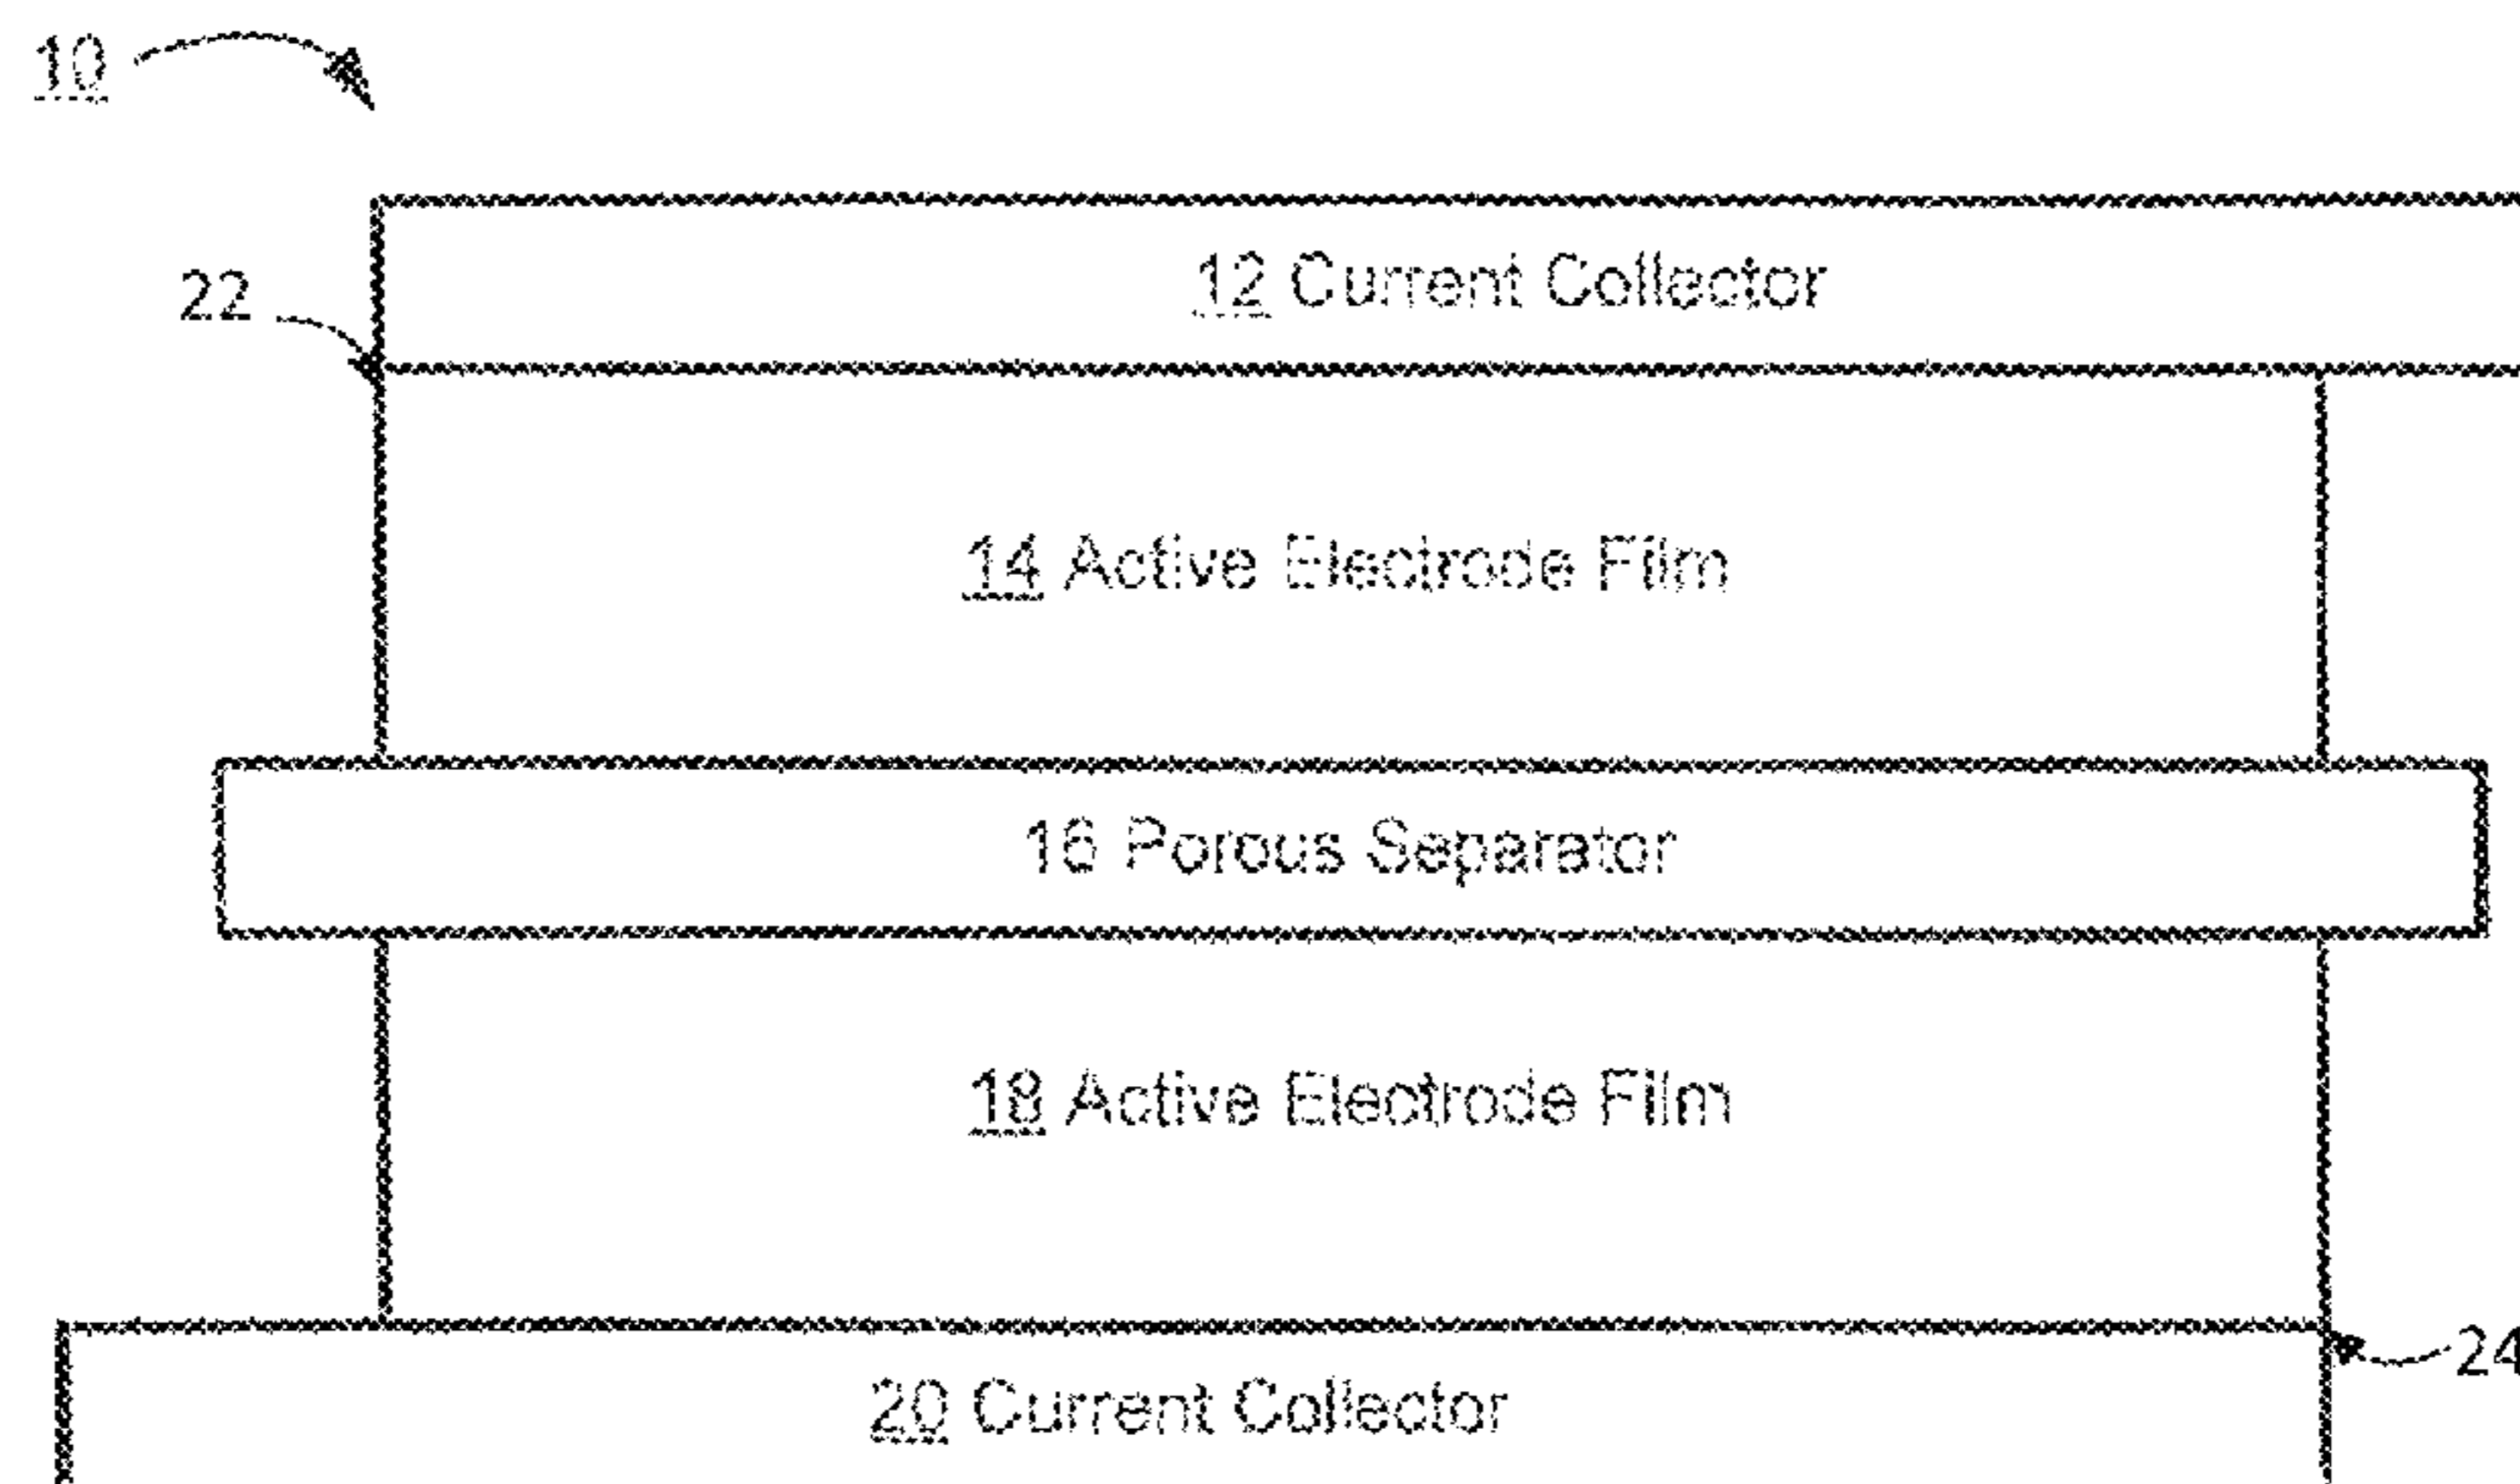 10
12 Current Collector
22
14 Active Electrode Film
16 Porous Separator
18 Active Electrode Film
24
20 Current Collector